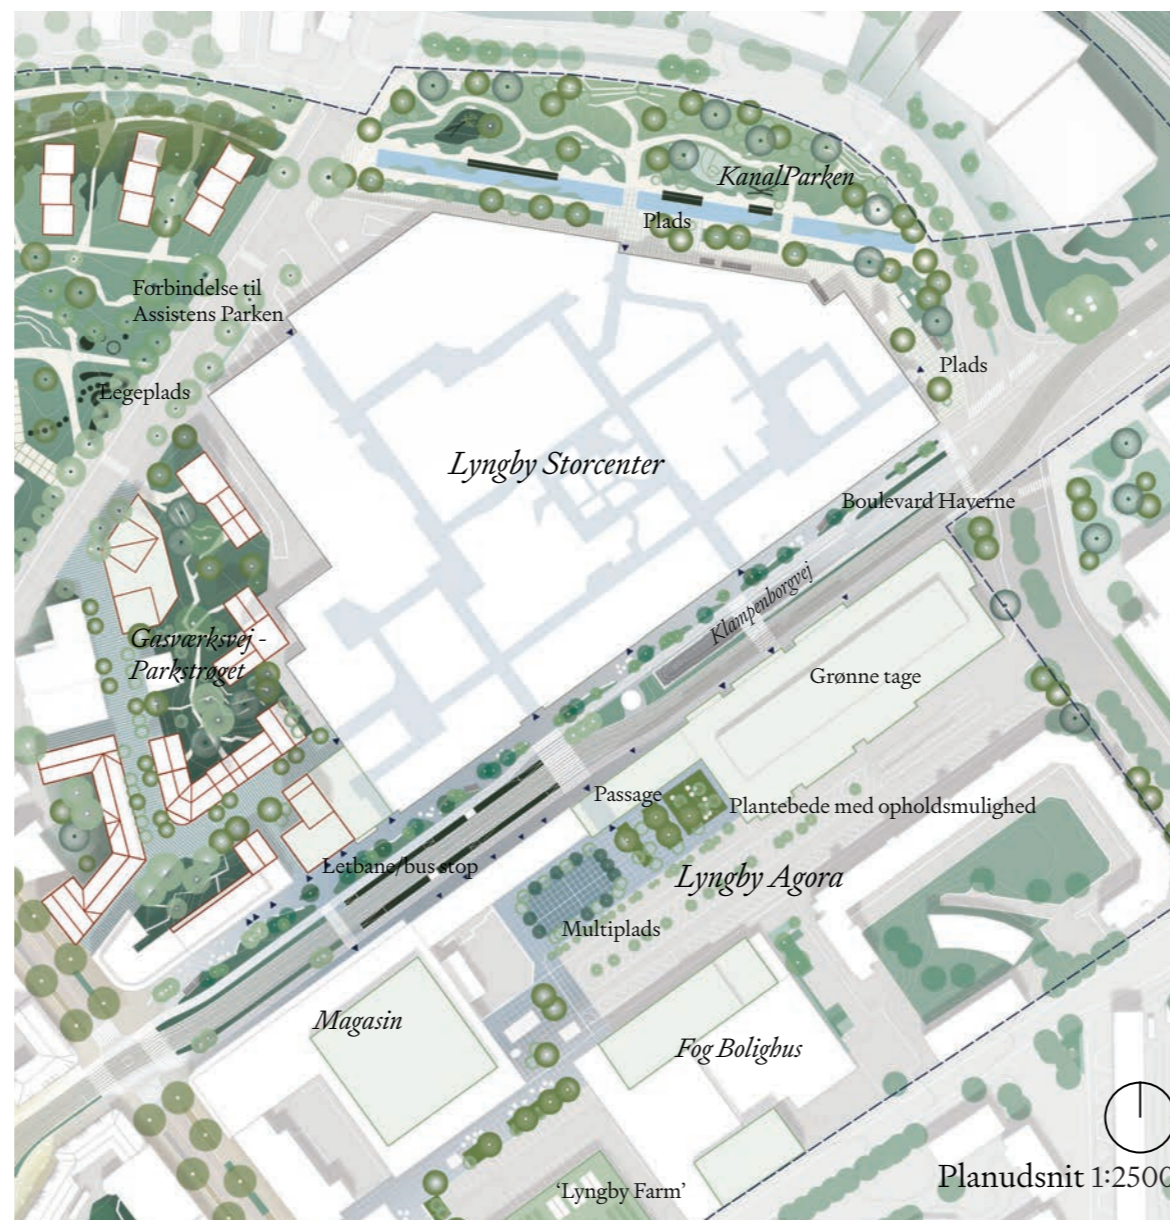 KanalParken
Plads
Forbindelse til
Assistens Parken
Plads
Legeplads
Lyngby Storcenter
Boulevard Haverne
Klampenborgvej
Gasværksvej -
Parkstrøget
Grønne tage
Passage
Plantebede med opholdsmulighed
Letbane/bus stop
Lyngby Agora
Multiplads
Magasin
Fog Bolighus
Planudsnit 1:2500
‘Lyngby Farm’